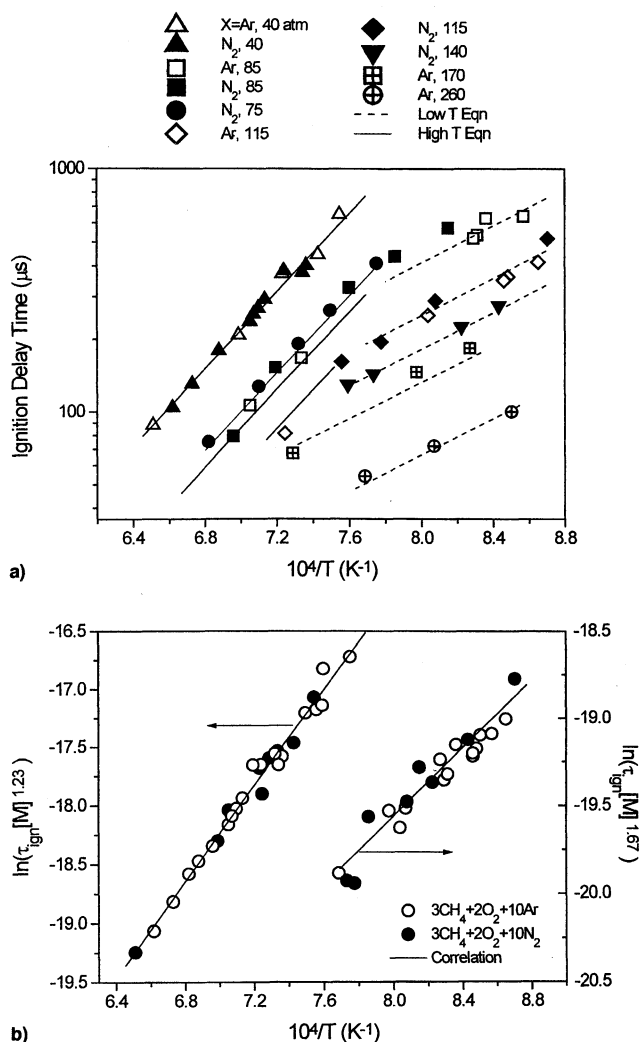 X=Ar, 40 atm
N₂, 40
Ar, 85
N₂, 85
N₂, 75
Ar, 115
N₂, 115
N₂, 140
Ar, 170
Ar, 260
Low T Eqn
High T Eqn
1000
100
Ignition Delay Time (μs)
6.4 6.8 7.2 7.6 8.0 8.4 8.8
10⁴/T (K⁻¹)
a)
-16.5
-17.0
-17.5
-18.0
-18.5
-19.0
-19.5
ln(τign[M]¹·²³)
-18.5
-19.0
-19.5
-20.0
-20.5
ln(τign[M]¹·⁶⁷)
3CH₄+2O₂+10Ar
3CH₄+2O₂+10N₂
Correlation
6.4 6.8 7.2 7.6 8.0 8.4 8.8
10⁴/T (K⁻¹)
b)